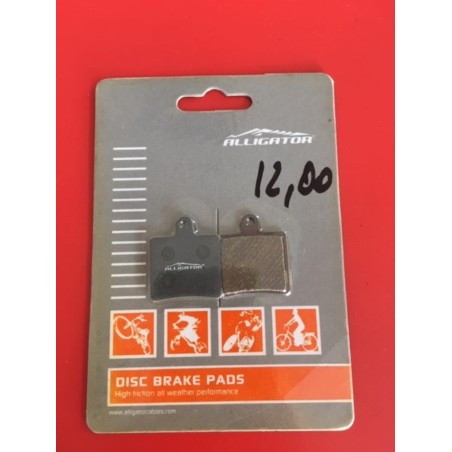 ALLIGATOR
12,00
ALLIGATOR
DISC BRAKE PADS
High friction all weather performance
www.alligatorcables.com